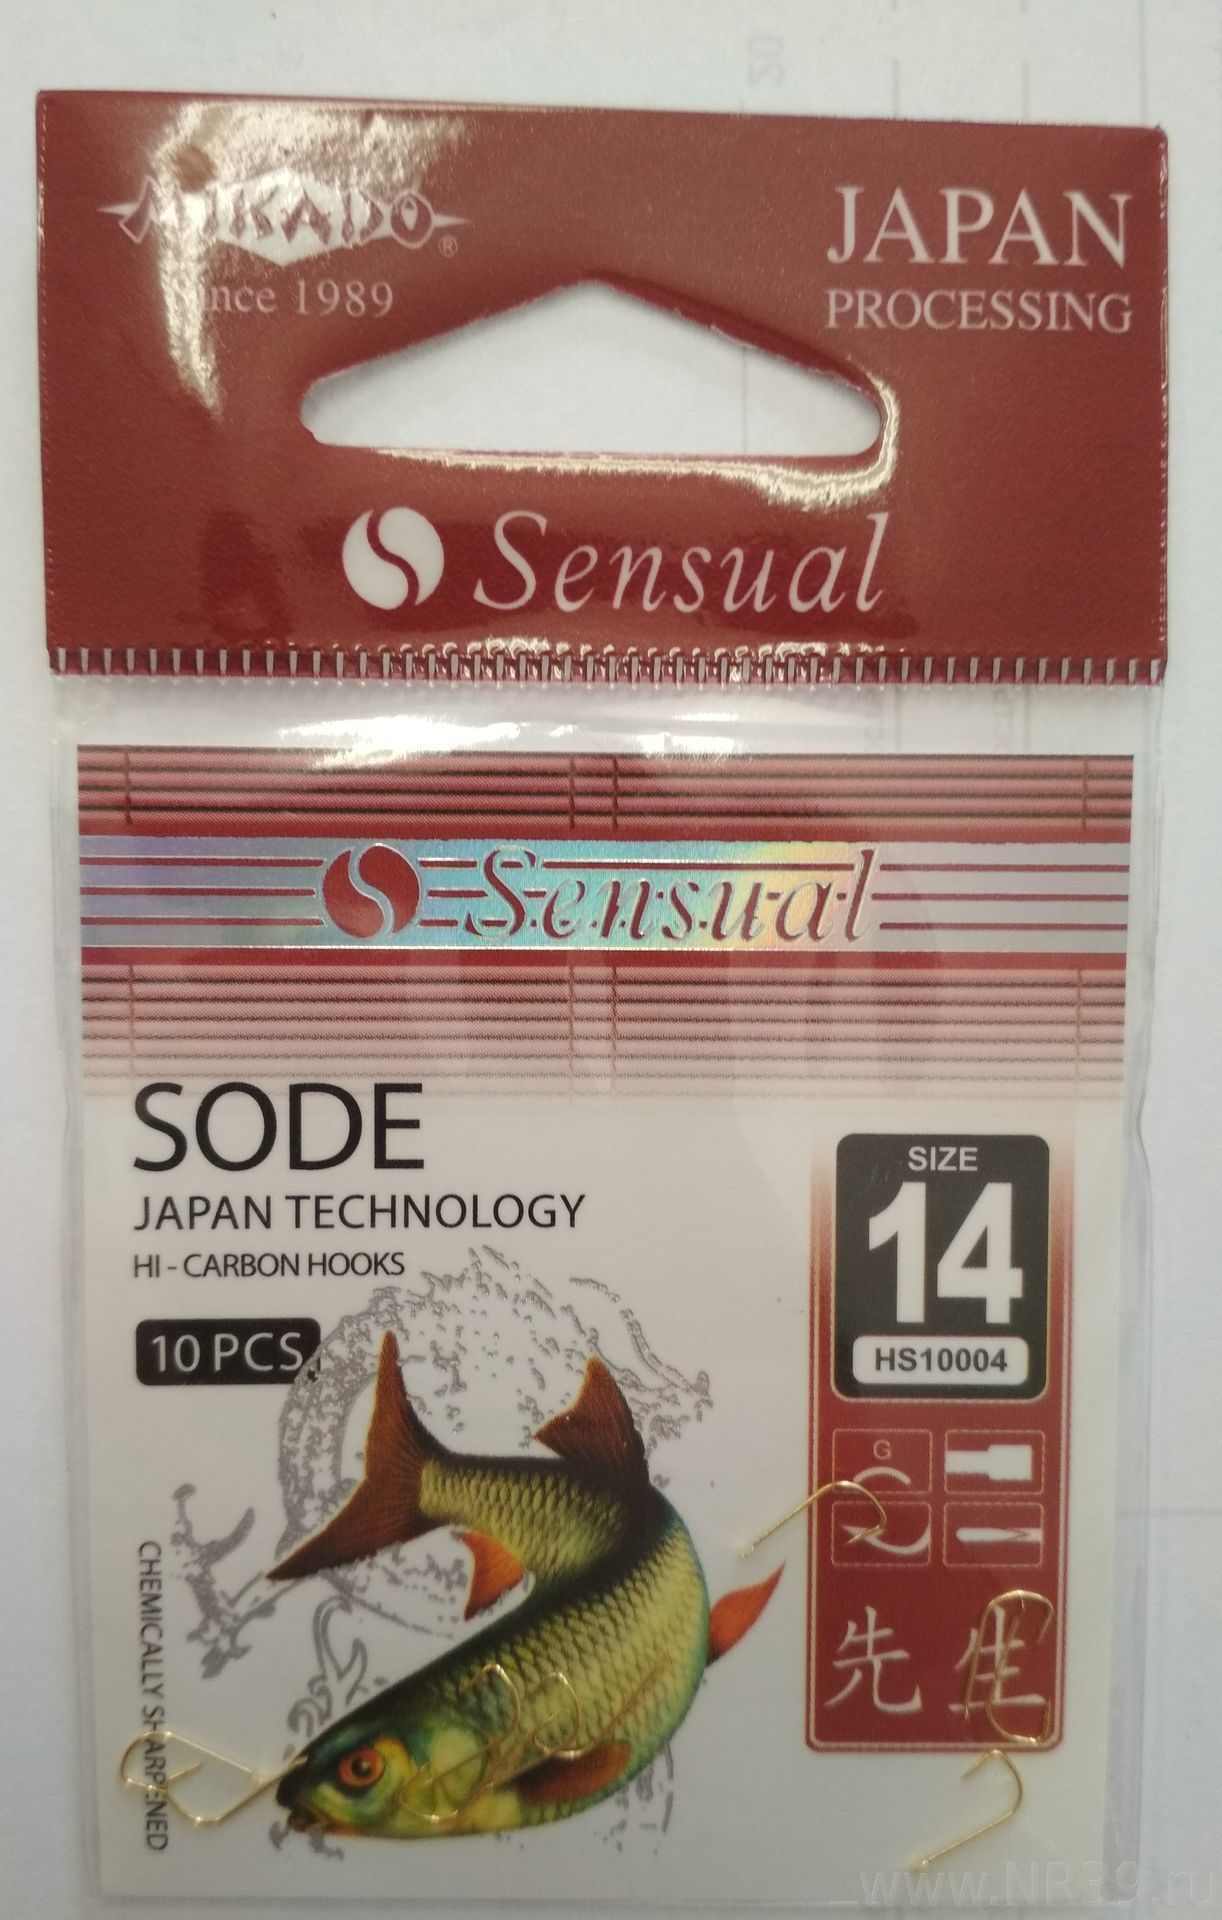 20
MIKADO®
Since 1989
JAPAN
PROCESSING
Sensual
Sensual
SODE
JAPAN TECHNOLOGY
HI - CARBON HOOKS
10 PCS.
SIZE
14
HS10004
G
先生
CHEMICALLY SHARPENED
www.NR39.ru